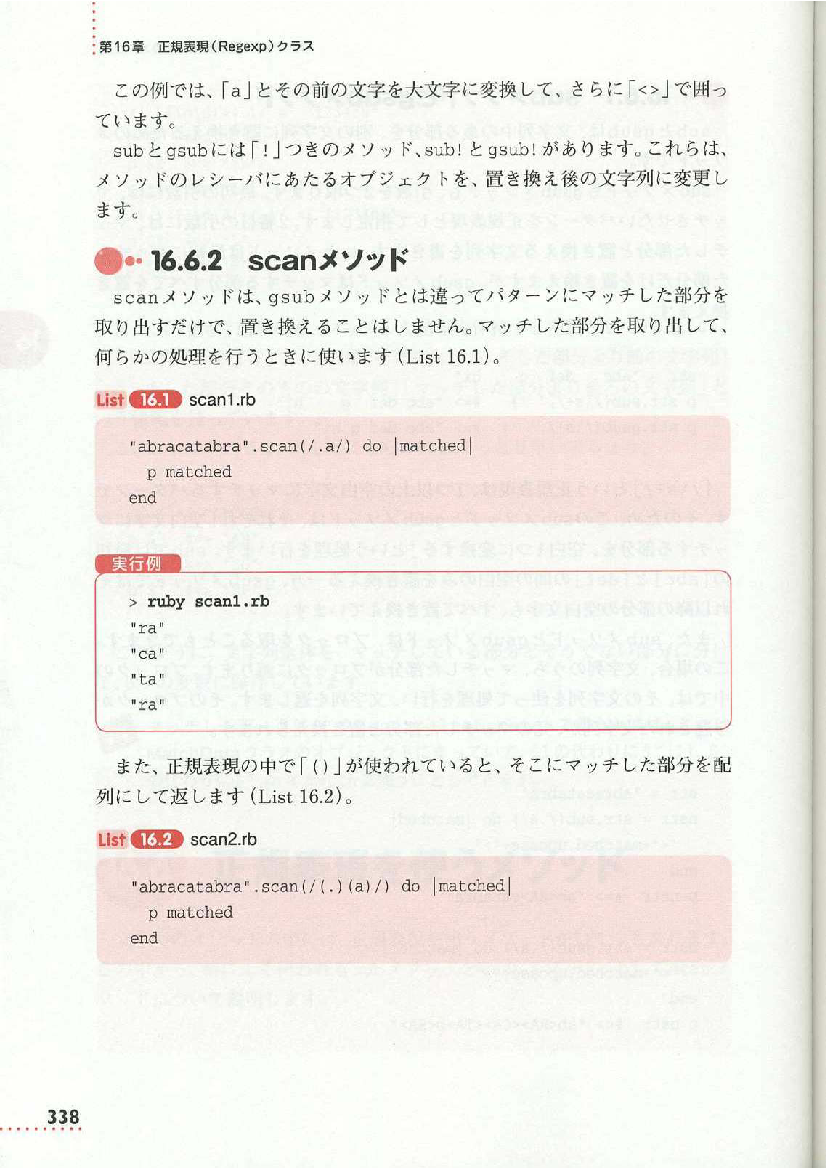 第16章　正規表現(Regexp)クラス
この例では、「a」とその前の文字を大文字に変換して、さらに「<>」で囲っ
ています。
subとgsubには「!」つきのメソッド、sub!とgsub!があります。これらは、
メソッドのレシーバにあたるオブジェクトを、置き換え後の文字列に変更し
ます。
16.6.2 scanメソッド
scanメソッドは、gsubメソッドとは違ってパターンにマッチした部分を
取り出すだけで、置き換えることはしません。マッチした部分を取り出して、
何らかの処理を行うときに使います(List 16.1)。
List 16.1 scan1.rb
"abracatabra".scan(/.a/) do |matched|
p matched
end
実行例
> ruby scan1.rb
"ra"
"ca"
"ta"
"ra"
また、正規表現の中で「()」が使われていると、そこにマッチした部分を配
列にして返します(List 16.2)。
List 16.2 scan2.rb
"abracatabra".scan(/(.)(a)/) do |matched|
p matched
end
338